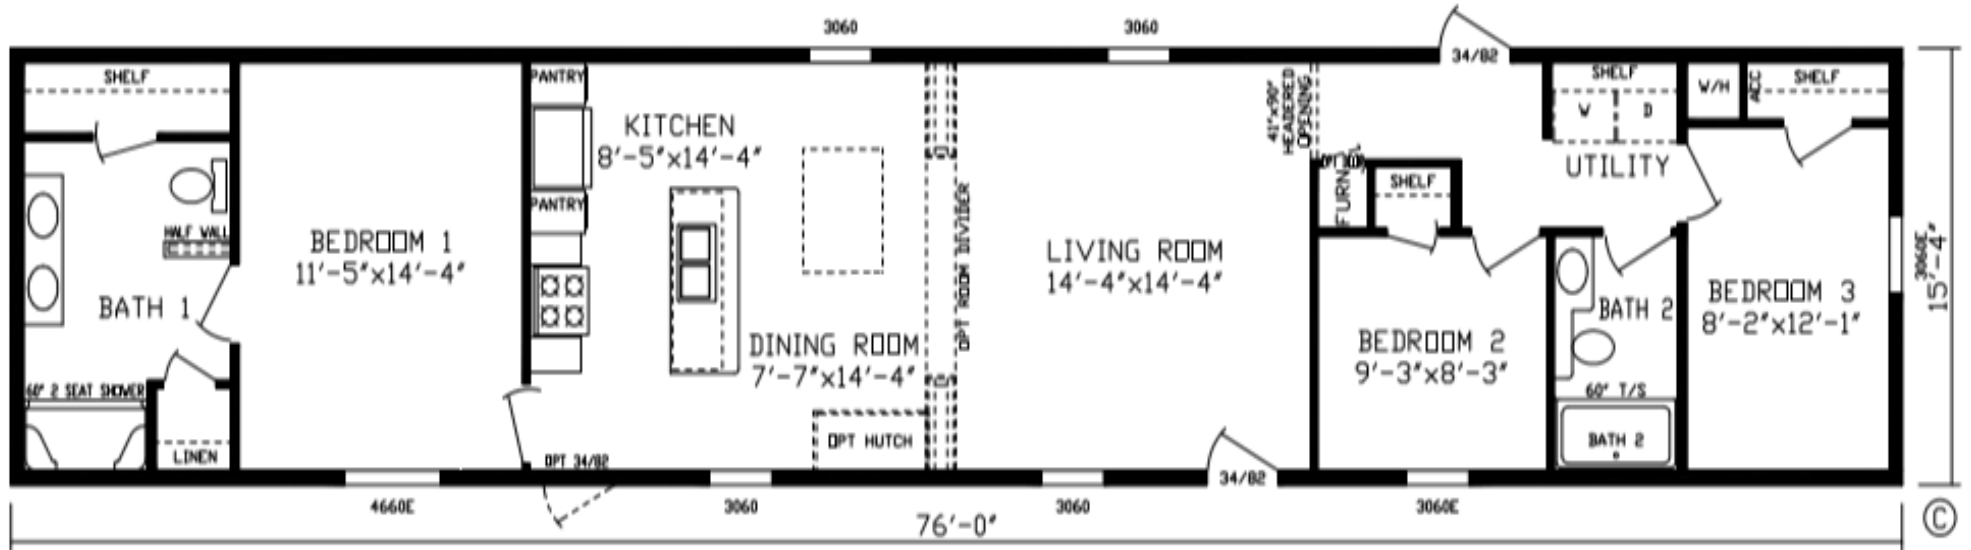 3060
3060
34/82
SHELF
PANTRY
KITCHEN
8'-5"x14'-4"
41"x90"
HEADERED
OPENING
SHELF
W
D
W/H
ACC
SHELF
UTILITY
PANTRY
HALF WALL
FURN
SHELF
BEDROOM 1
11'-5"x14'-4"
BATH 1
OPT ROOM DIVIDER
LIVING ROOM
14'-4"x14'-4"
3060E
15'-4"
BEDROOM 3
8'-2"x12'-1"
BATH 2
DINING ROOM
7'-7"x14'-4"
BEDROOM 2
9'-3"x8'-3"
60" 2 SEAT SHOWER
60" T/S
LINEN
OPT HUTCH
BATH 2
OPT 34/82
34/82
4660E
3060
3060
3060E
76'-0"
©